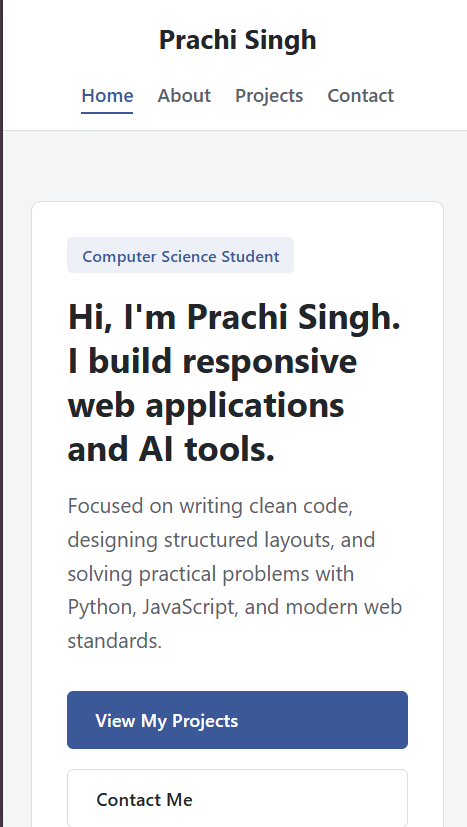 Prachi Singh
Home About Projects Contact
Computer Science Student
Hi, I'm Prachi Singh.
I build responsive
web applications
and AI tools.
Focused on writing clean code,
designing structured layouts, and
solving practical problems with
Python, JavaScript, and modern web
standards.
View My Projects
Contact Me